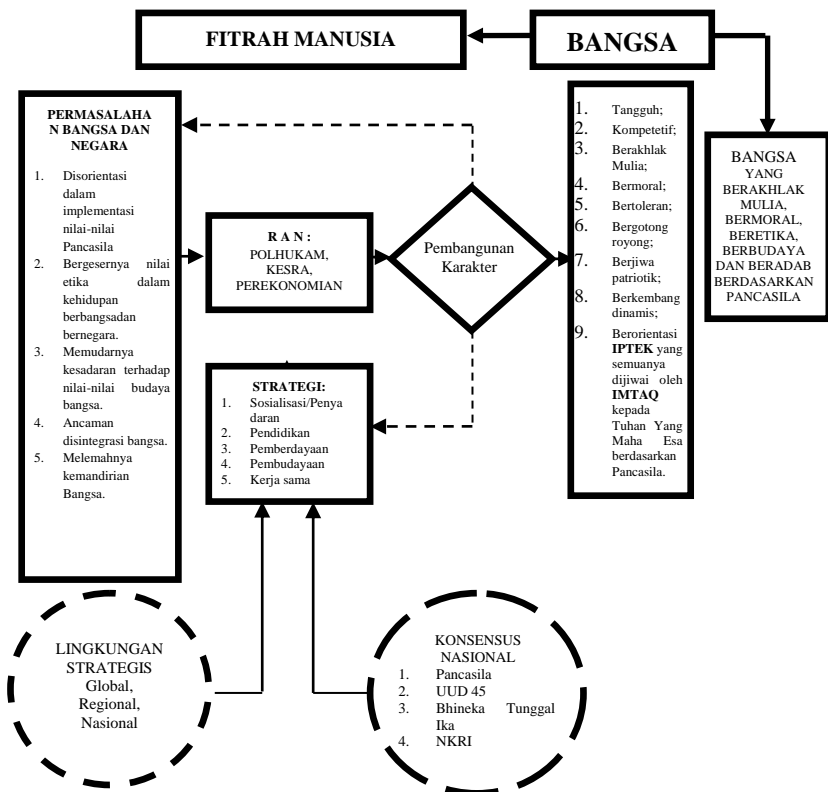 FITRAH MANUSIA
BANGSA
PERMASALAHA
N BANGSA DAN
NEGARA
1. Disorientasi
dalam
implementasi
nilai-nilai
Pancasila
2. Bergesernya nilai
etika dalam
kehidupan
berbangsadan
bernegara.
3. Memudarnya
kesadaran terhadap
nilai-nilai budaya
bangsa.
4. Ancaman
disintegrasi bangsa.
5. Melemahnya
kemandirian
Bangsa.
R A N :
POLHUKAM,
KESRA,
PEREKONOMIAN
STRATEGI:
1. Sosialisasi/Penya
daran
2. Pendidikan
3. Pemberdayaan
4. Pembudayaan
5. Kerja sama
Pembangunan
Karakter
1. Tangguh;
2. Kompetetif;
3. Berakhlak
Mulia;
4. Bermoral;
5. Bertoleran;
6. Bergotong
royong;
7. Berjiwa
patriotik;
8. Berkembang
dinamis;
9. Berorientasi
IPTEK yang
semuanya
dijiwai oleh
IMTAQ
kepada
Tuhan Yang
Maha Esa
berdasarkan
Pancasila.
BANGSA
YANG
BERAKHLAK
MULIA,
BERMORAL,
BERETIKA,
BERBUDAYA
DAN BERADAB
BERDASARKAN
PANCASILA
LINGKUNGAN
STRATEGIS
Global,
Regional,
Nasional
KONSENSUS
NASIONAL
1. Pancasila
2. UUD 45
3. Bhineka Tunggal
Ika
4. NKRI